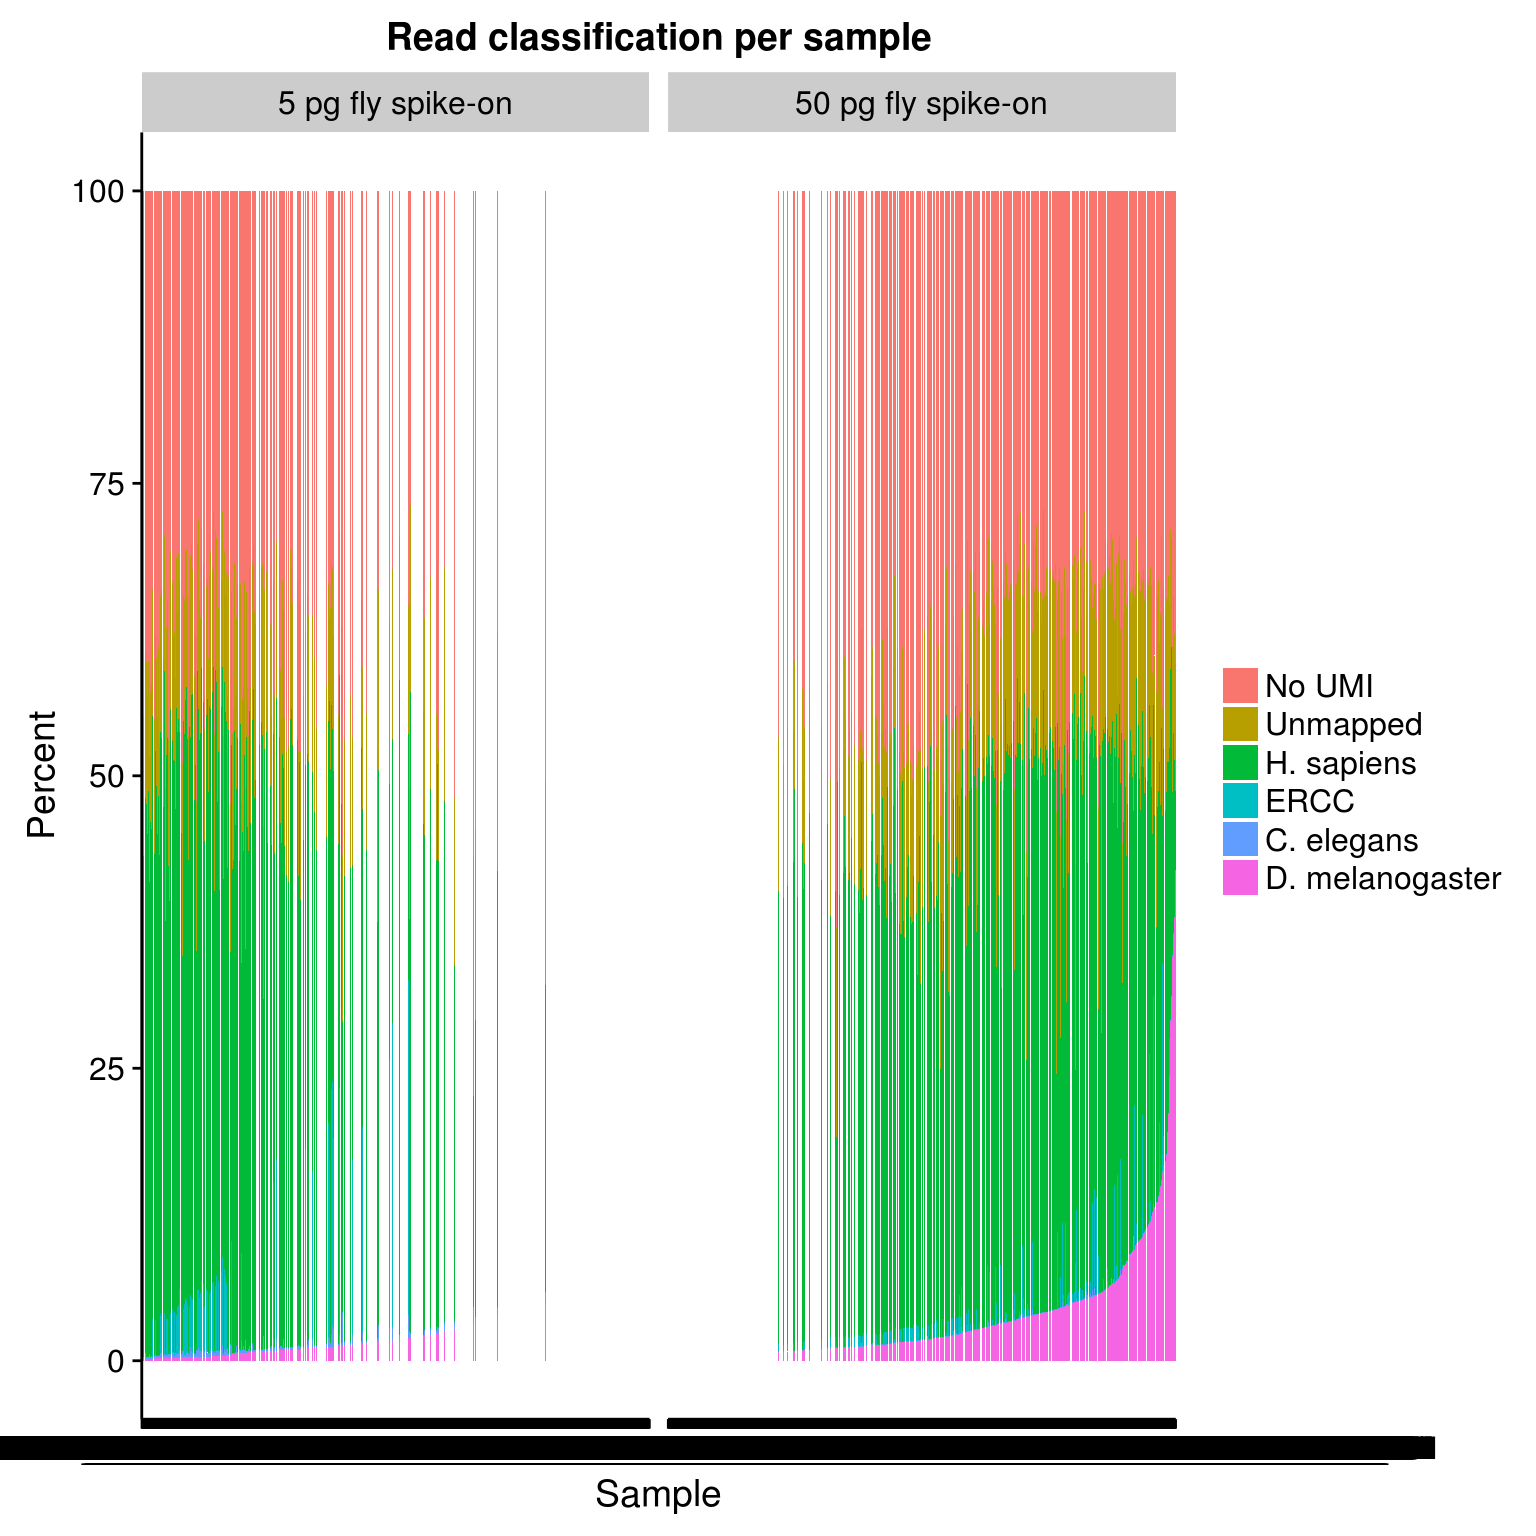 Read classification per sample
5 pg fly spike-on
50 pg fly spike-on
100
75
50
25
0
Percent
No UMI
Unmapped
H. sapiens
ERCC
C. elegans
D. melanogaster
Sample